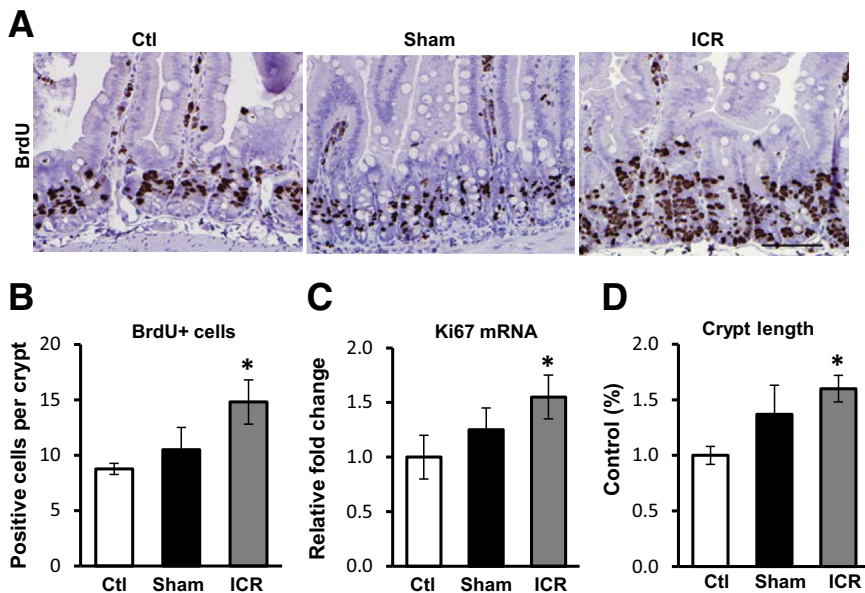 A
Ctl
Sham
ICR
BrdU
B
C
D
BrdU+ cells
Positive cells per crypt
20
15
10
5
0
*
Ctl
Sham
ICR
Ki67 mRNA
Relative fold change
2.0
1.5
1.0
0.5
0.0
*
Ctl
Sham
ICR
Crypt length
Control (%)
2.0
1.5
1.0
0.5
0.0
*
Ctl
Sham
ICR